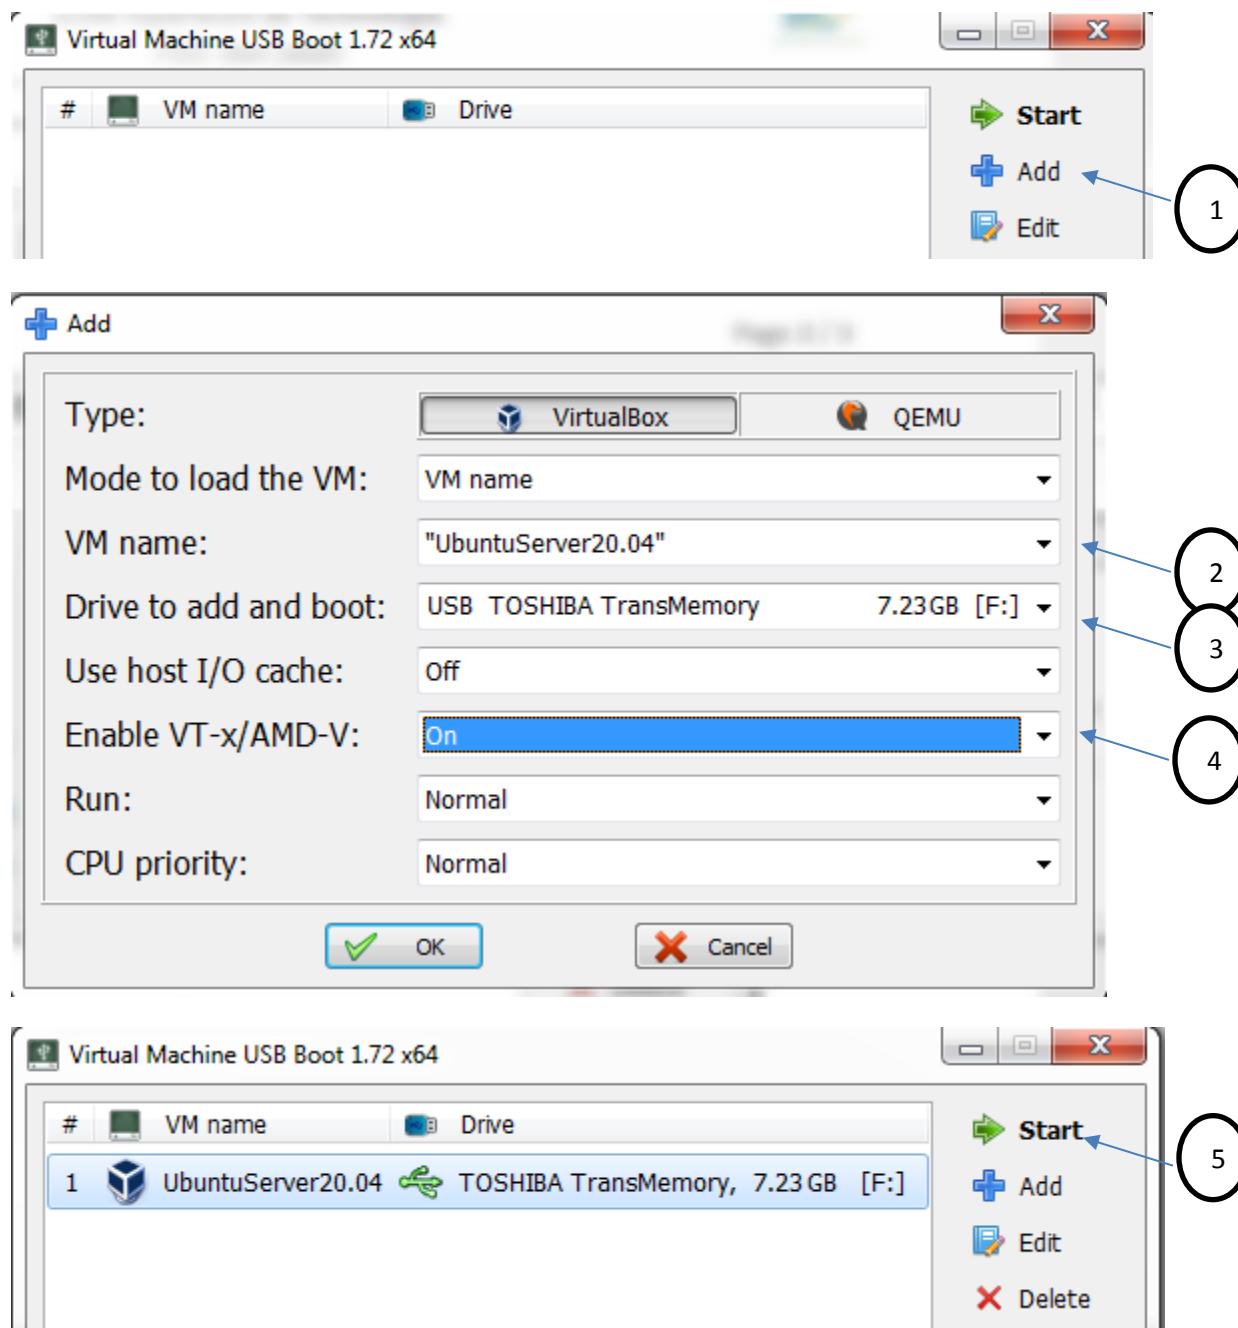 Virtual Machine USB Boot 1.72 x64
# VM name Drive
Start
Add
1
Edit
Add
Type: VirtualBox QEMU
Mode to load the VM: VM name
VM name: "UbuntuServer20.04"
2
Drive to add and boot: USB TOSHIBA TransMemory 7.23GB [F:]
3
Use host I/O cache: Off
Enable VT-x/AMD-V: On
4
Run: Normal
CPU priority: Normal
OK Cancel
Virtual Machine USB Boot 1.72 x64
# VM name Drive
Start
5
1 UbuntuServer20.04 TOSHIBA TransMemory, 7.23GB [F:]
Add
Edit
Delete